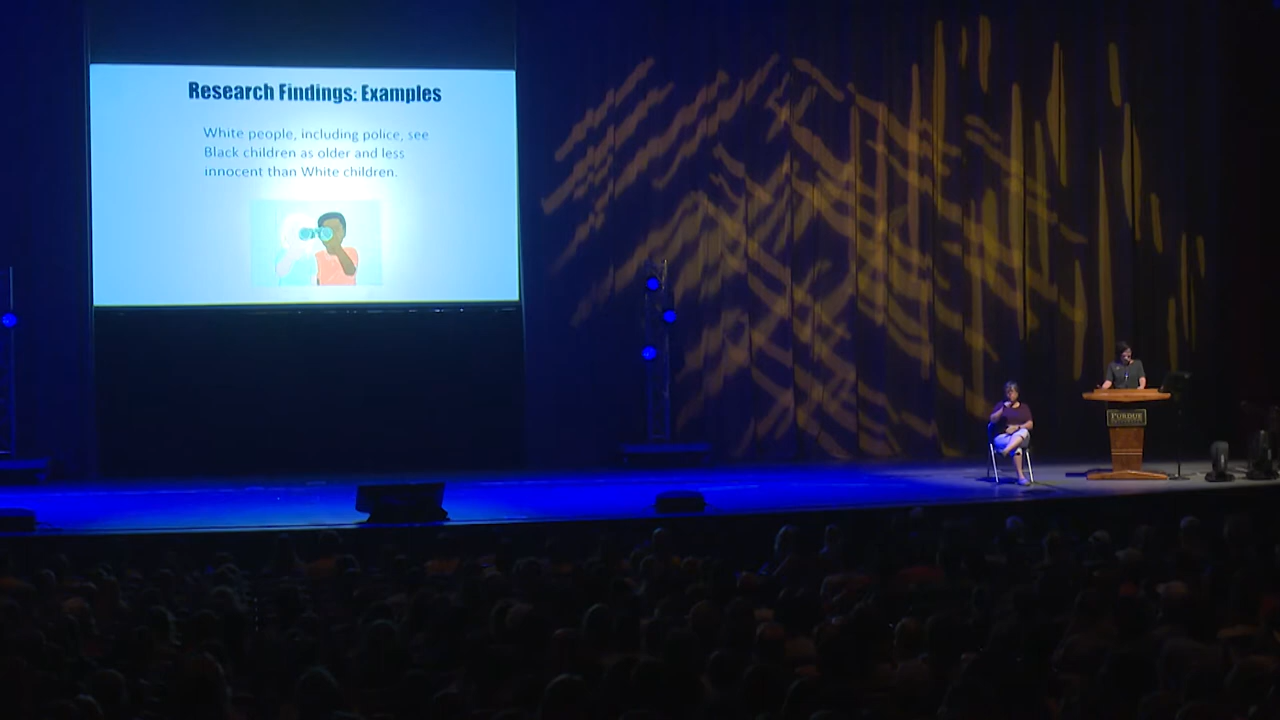 Research Findings: Examples
White people, including police, see
Black children as older and less
innocent than White children.
PURDUE